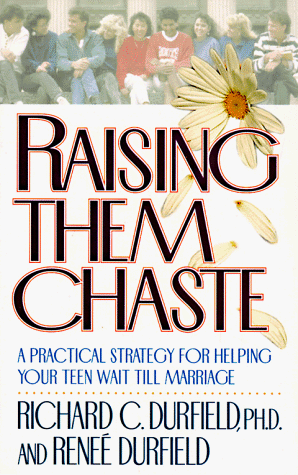 RAISING
THEM
CHASTE
A PRACTICAL STRATEGY FOR HELPING
YOUR TEEN WAIT TILL MARRIAGE
RICHARD C. DURFIELD, PH.D.
AND RENEÉ DURFIELD